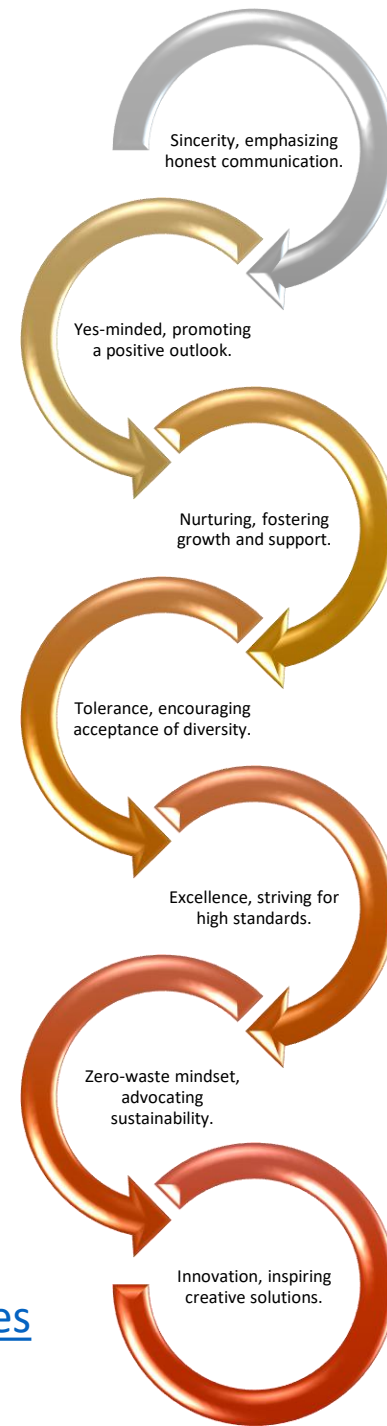 Sincerity, emphasizing
honest communication.
Yes-minded, promoting
a positive outlook.
Nurturing, fostering
growth and support.
Tolerance, encouraging
acceptance of diversity.
Excellence, striving for
high standards.
Zero-waste mindset,
advocating
sustainability.
Innovation, inspiring
creative solutions.
es